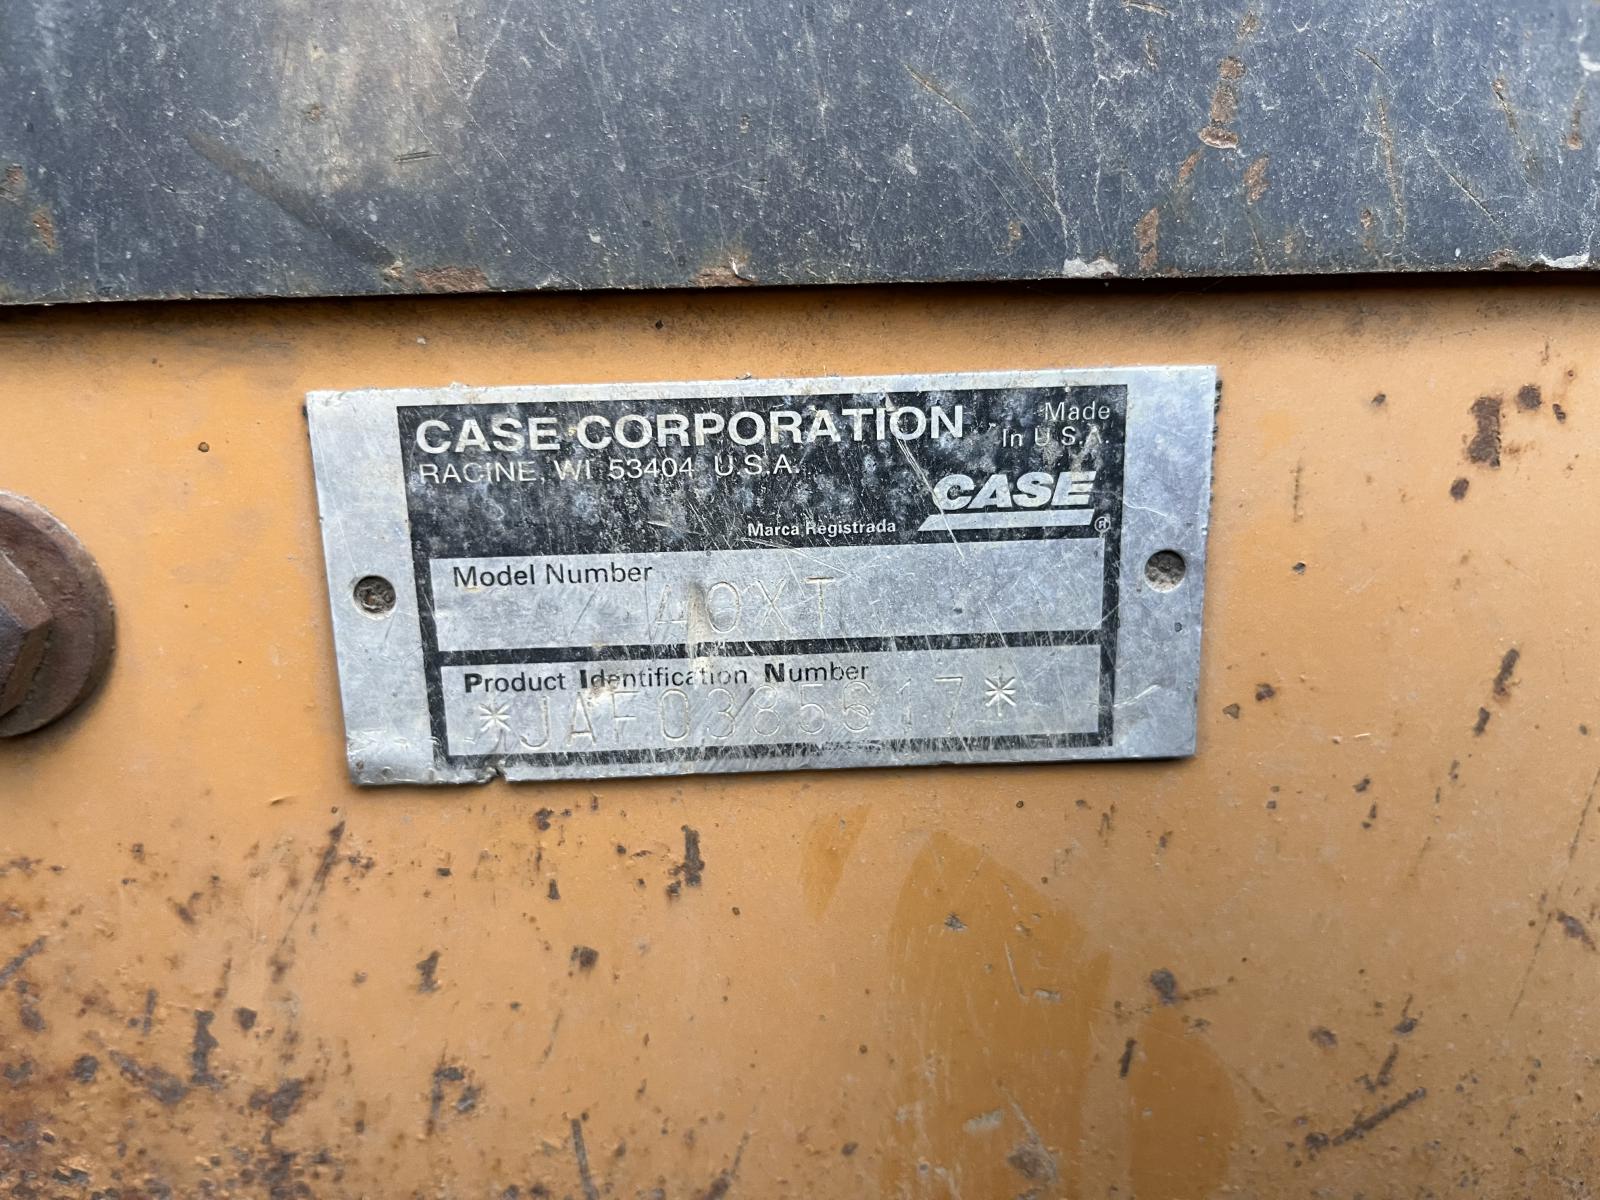 CASE CORPORATION
RACINE, WI 53404 U.S.A.
Made
In U.S.A.
CASE
Marca Registrada ®
Model Number
40XT
Product Identification Number
*JAF0385617*